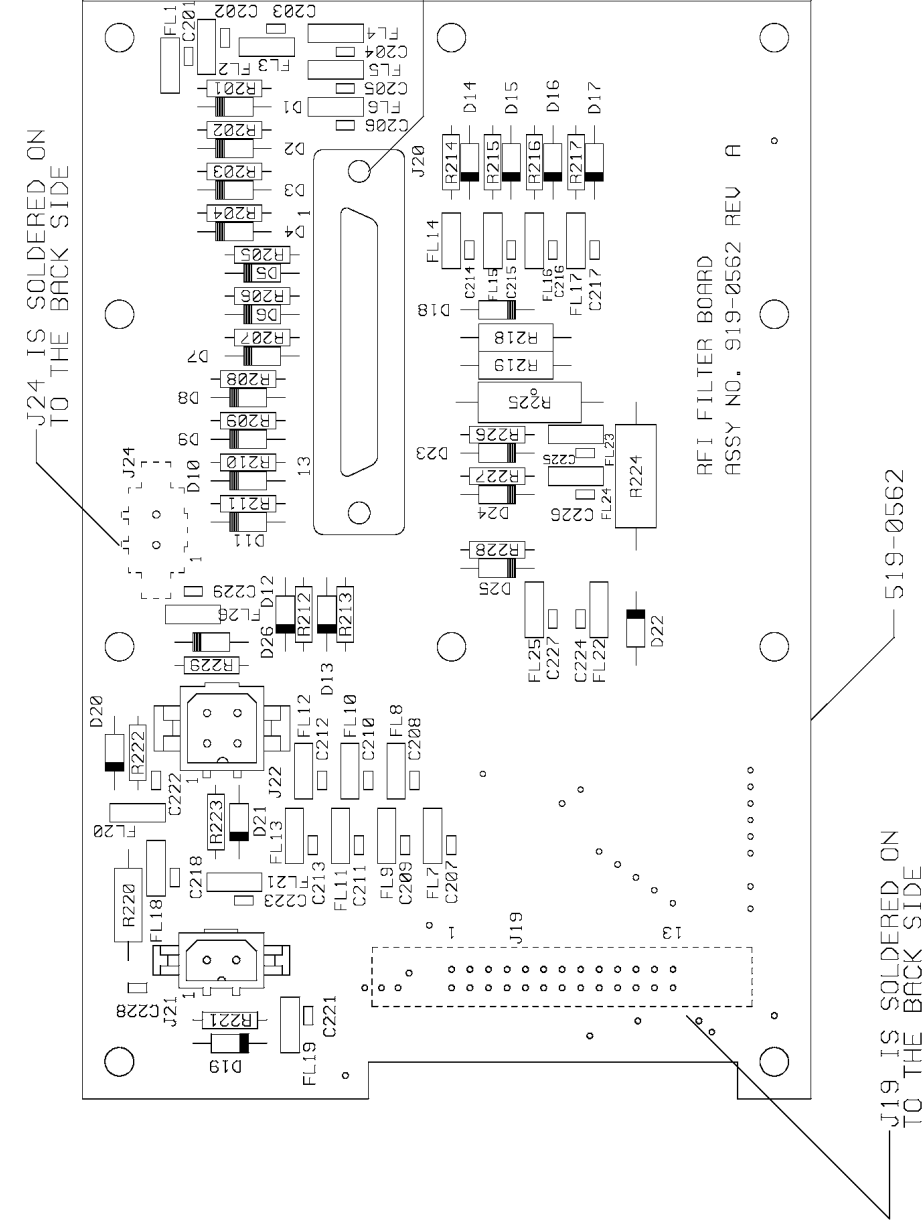 J24 IS SOLDERED ON
TO THE BACK SIDE
FL1
C201
C202
FL2
C203
FL3
FL4
C204
FL5
C205
FL6
C206
R201
D1
R202
D2
R203
D3
R204
D4
1
R205
D5
R206
D6
R207
D7
R208
D8
R209
D9
R210
D10
R211
D11
13
J20
J24
1
C229
FL26
D12
D26
R212
R213
D13
R229
D14
R214
D15
R215
D16
R216
D17
R217
FL14
C214
FL15
C215
FL16
C216
FL17
C217
D18
R218
R219
R225
R226
D23
R227
D24
C225
FL23
C226
FL24
R224
R228
D25
FL25
C227
C224
FL22
D22
RFI FILTER BOARD
ASSY NO. 919-0562 REV A
519-0562
D20
R222
C222
FL20
J22
1
R223
D21
FL12
C212
FL10
C210
FL8
C208
FL13
C213
FL11
C211
FL9
C209
FL7
C207
R220
FL18
C218
FL21
C223
C228
J21
1
R221
D19
FL19
C221
1
J19
13
J19 IS SOLDERED ON
TO THE BACK SIDE